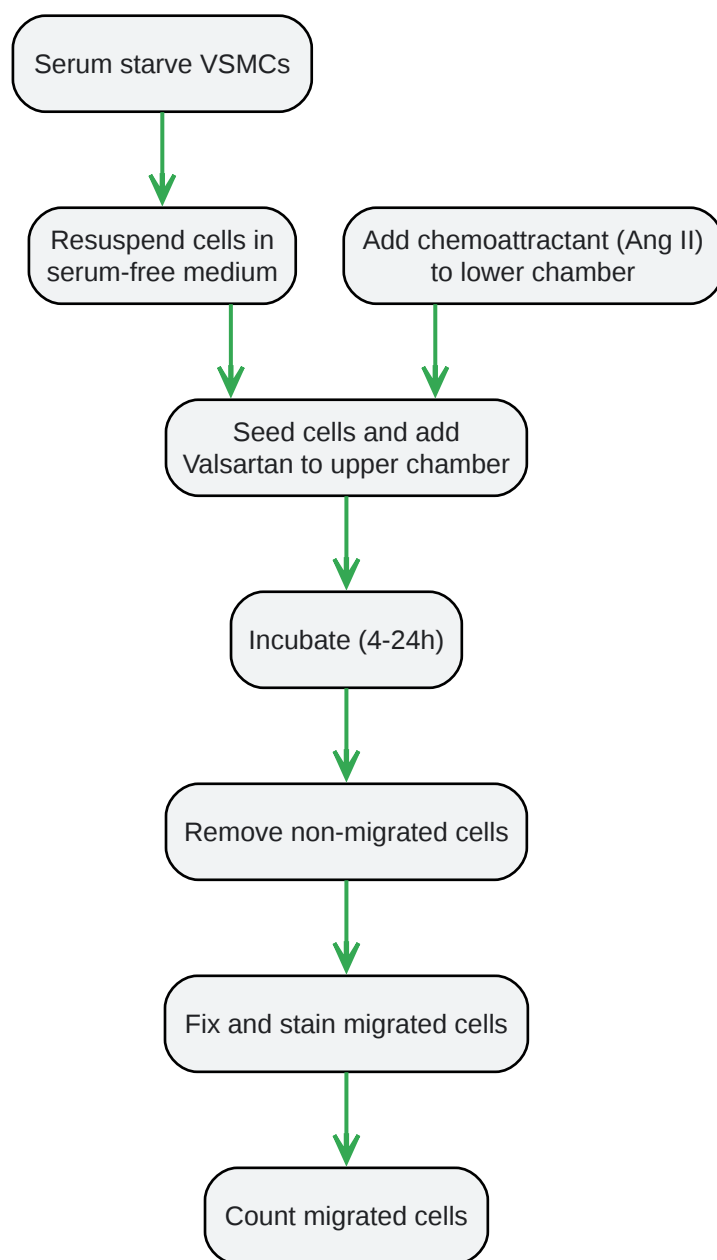 Serum starve VSMCs
Resuspend cells in
serum-free medium
Add chemoattractant (Ang II)
to lower chamber
Seed cells and add
Valsartan to upper chamber
Incubate (4-24h)
Remove non-migrated cells
Fix and stain migrated cells
Count migrated cells